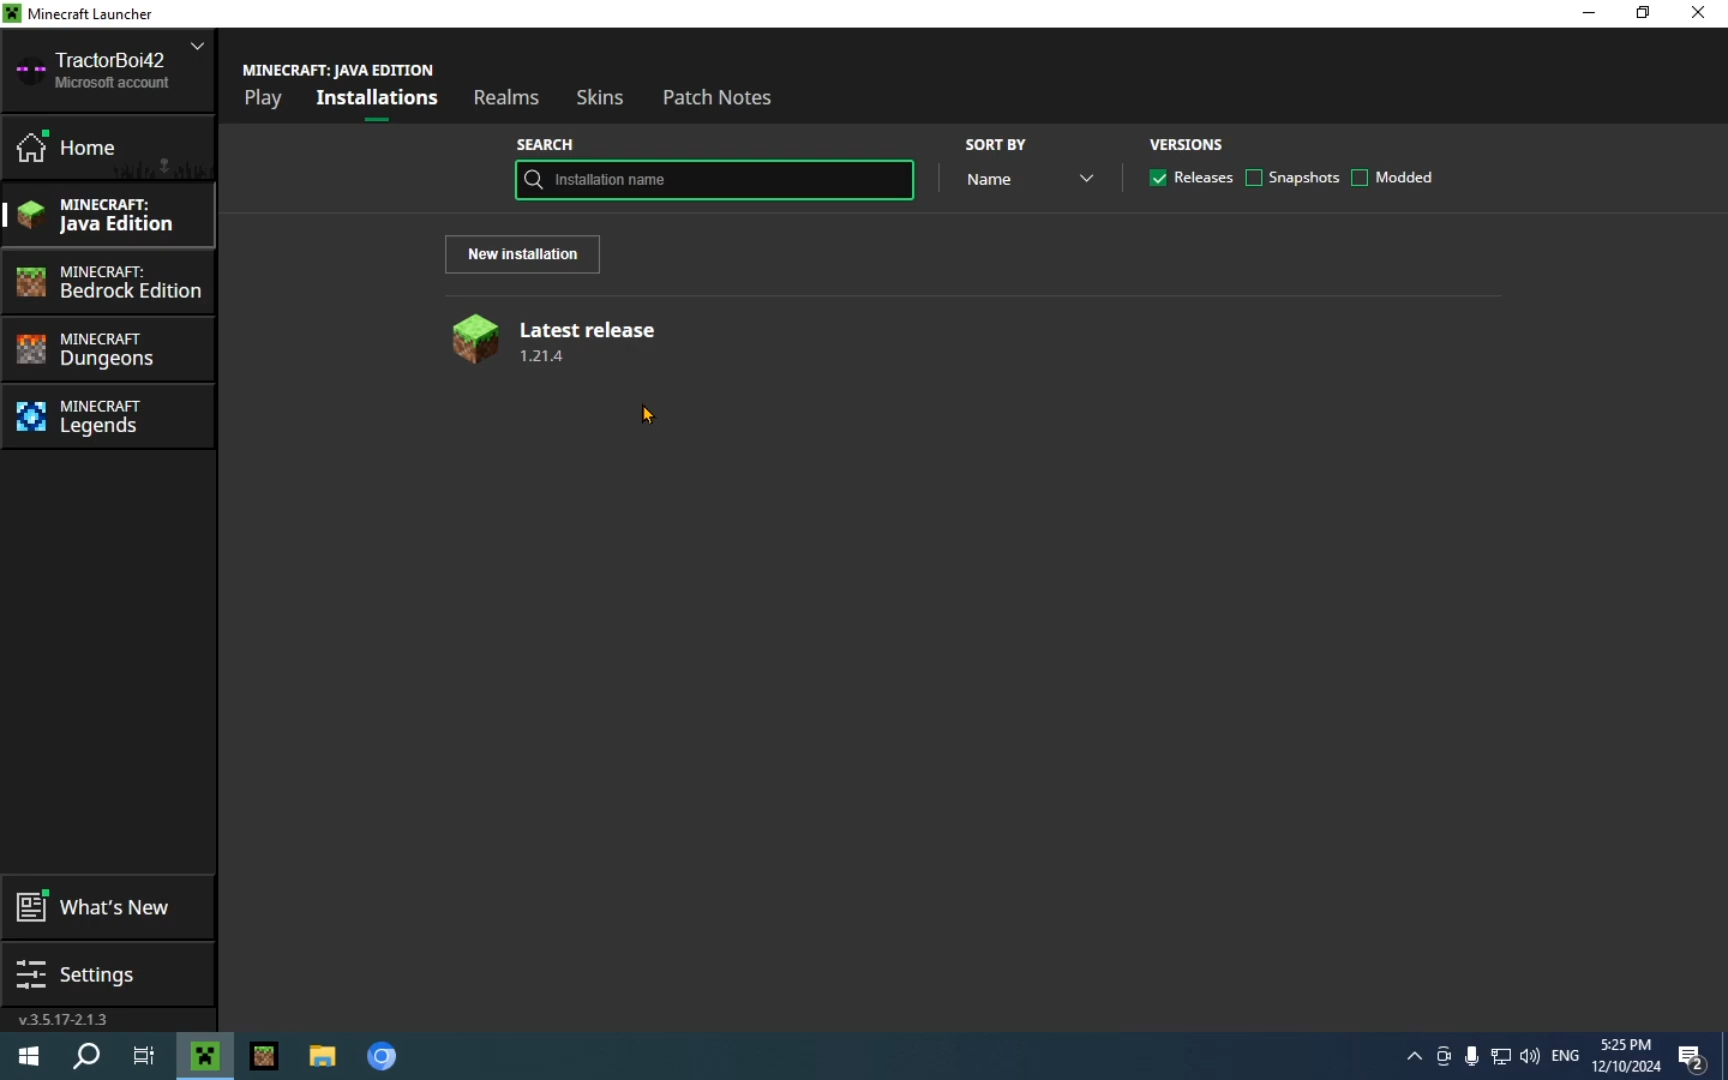 Minecraft Launcher
TractorBoi42
Microsoft account
Home
MINECRAFT:
Java Edition
MINECRAFT:
Bedrock Edition
MINECRAFT
Dungeons
MINECRAFT
Legends
What's New
Settings
v.3.5.17-2.1.3
MINECRAFT: JAVA EDITION
Play Installations Realms Skins Patch Notes
SEARCH
Installation name
SORT BY
Name
VERSIONS
Releases Snapshots Modded
New installation
Latest release
1.21.4
ENG
5:25 PM
12/10/2024
2